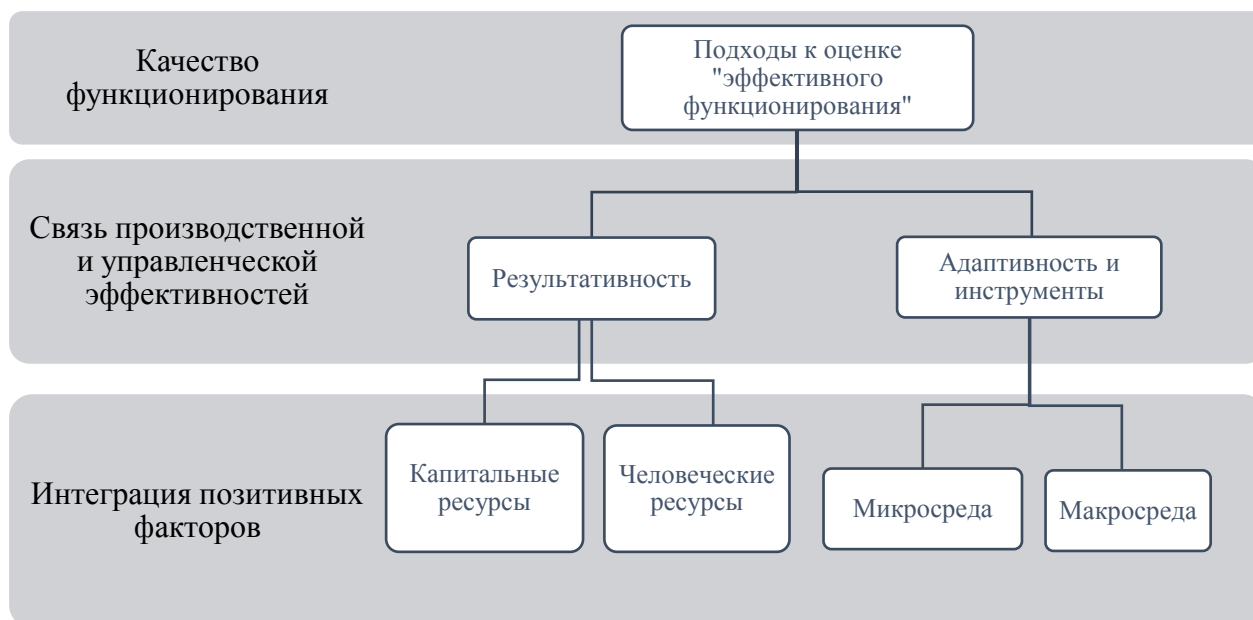 Качество
функционирования
Подходы к оценке
"эффективного
функционирования"
Связь производственной
и управленческой
эффективностей
Результативность
Адаптивность и
инструменты
Интеграция позитивных
факторов
Капитальные
ресурсы
Человеческие
ресурсы
Микросреда
Макросреда